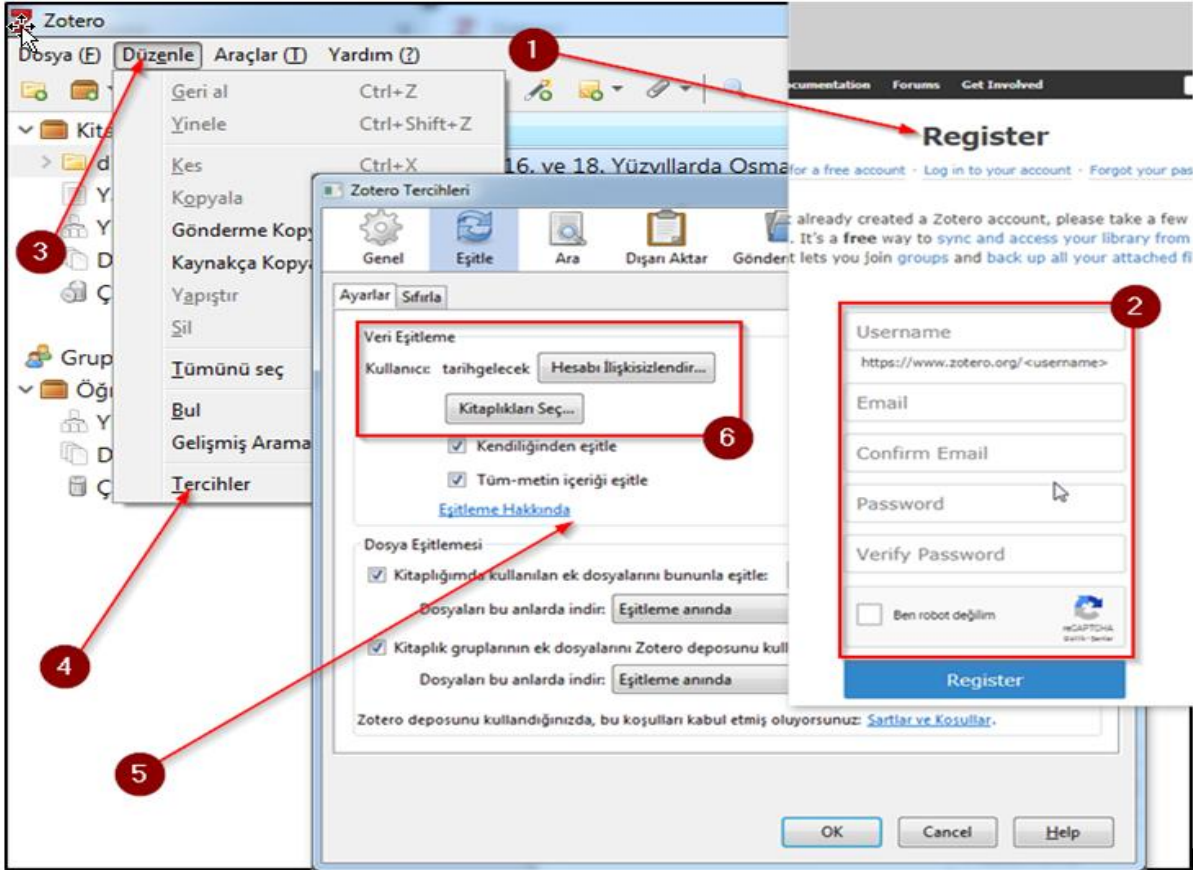 Zotero
Dosya (F) Düzenle Araçlar (T) Yardım (?)
Geri al Ctrl+Z
Yinele Ctrl+Shift+Z
Kes Ctrl+X
Kopyala
Gönderme Kopy
Kaynakça Kopya
Yapıştır
Sil
Tümünü seç
Bul
Gelişmiş Arama
Tercihler
Kita
d
Y
Y
D
Ç
Grup
Öğr
Y
D
Ç
16. ve 18. Yüzyıllarda Osma
Zotero Tercihleri
Genel Eşitle Ara Dışarı Aktar Gönder
Ayarlar Sıfırla
Veri Eşitleme
Kullanıcı: tarihgelecek Hesabı İlişkisizlendir...
Kitaplıkları Seç...
Kendiliğinden eşitle
Tüm-metin içeriği eşitle
Eşitleme Hakkında
Dosya Eşitlemesi
Kitaplığımda kullanılan ek dosyalarını bununla eşitle:
Dosyaları bu anlarda indir: Eşitleme anında
Kitaplık gruplarının ek dosyalarını Zotero deposunu kull
Dosyaları bu anlarda indir: Eşitleme anında
Zotero deposunu kullandığınızda, bu koşulları kabul etmiş oluyorsunuz: Şartlar ve Koşullar.
OK Cancel Help
cumentation Forums Get Involved
Register
for a free account · Log in to your account · Forgot your pas
already created a Zotero account, please take a few
. It's a free way to sync and access your library from
t lets you join groups and back up all your attached fi
Username
https://www.zotero.org/<username>
Email
Confirm Email
Password
Verify Password
Ben robot değilim
reCAPTCHA
Register
1
2
3
4
5
6